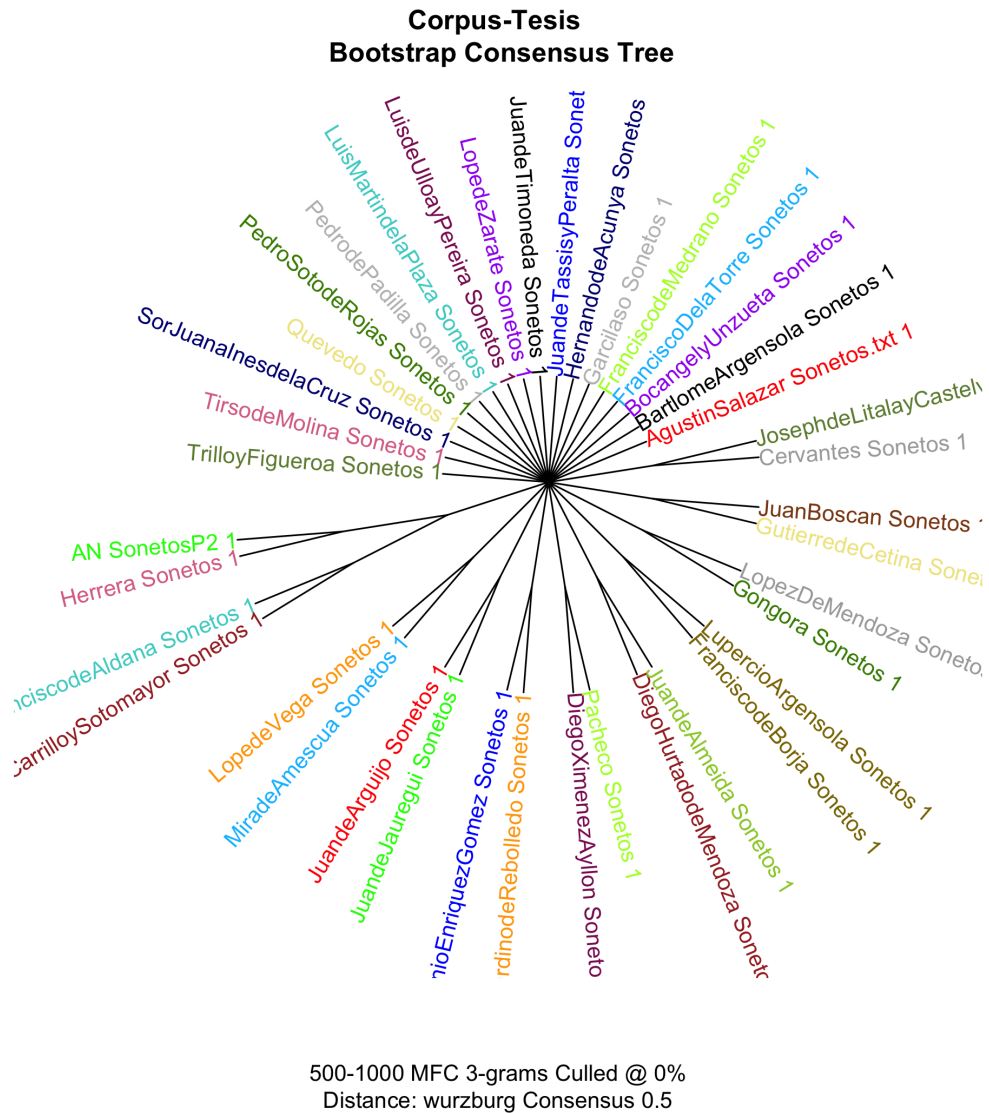 Corpus-Tesis
Bootstrap Consensus Tree
JuandeTimoneda Sonetos 1
JuandeTassisyPeralta Sonet
HernandodeAcunya Sonetos
Garcilaso Sonetos 1
FranciscodeMedrano Sonetos 1
FranciscoDelaTorre Sonetos 1
BocangelyUnzueta Sonetos 1
BartlomeArgensola Sonetos 1
AgustinSalazar Sonetos.txt 1
JosephdeLitalayCastelv
Cervantes Sonetos 1
JuanBoscan Sonetos 1
GutierredeCetina Sonet
LopezDeMendoza Sonetos
Gongora Sonetos 1
LupercioArgensola Sonetos 1
FranciscodeBorja Sonetos 1
JuandeAlmeida Sonetos 1
DiegoHurtadodeMendoza Soneto
Pacheco Sonetos 1
DiegoXimenezAyllon Soneto
rdinodeRebolledo Sonetos 1
nioEnriquezGomez Sonetos 1
JuandeJauregui Sonetos 1
JuandeArguijo Sonetos 1
MiradeAmescua Sonetos 1
LopedeVega Sonetos 1
CarrilloySotomayor Sonetos 1
nciscodeAldana Sonetos 1
Herrera Sonetos 1
AN SonetosP2 1
TrilloyFigueroa Sonetos 1
TirsodeMolina Sonetos 1
SorJuanaInesdelaCruz Sonetos 1
Quevedo Sonetos 1
PedroSotodeRojas Sonetos 1
PedrodePadilla Sonetos 1
LuisMartindelaPlaza Sonetos 1
LuisdeUlloayPereira Sonetos 1
LopedeZarate Sonetos 1
500-1000 MFC 3-grams Culled @ 0%
Distance: wurzburg Consensus 0.5